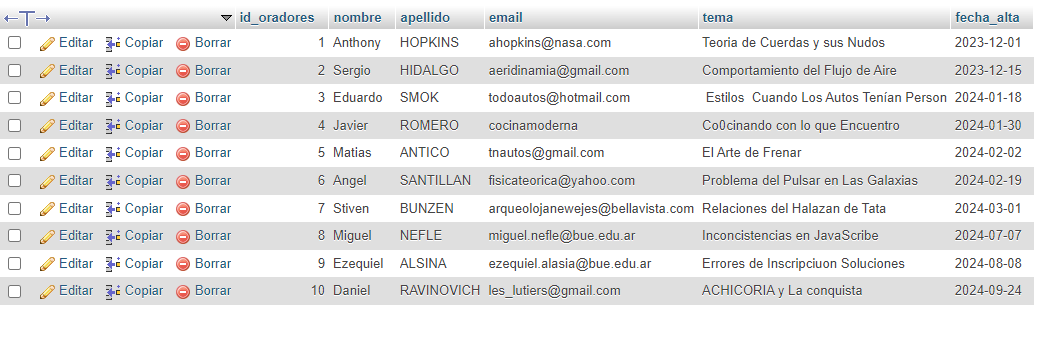 id_oradores nombre apellido email tema fecha_alta
Editar Copiar Borrar 1 Anthony HOPKINS ahopkins@nasa.com Teoria de Cuerdas y sus Nudos 2023-12-01
Editar Copiar Borrar 2 Sergio HIDALGO aeridinamia@gmail.com Comportamiento del Flujo de Aire 2023-12-15
Editar Copiar Borrar 3 Eduardo SMOK todoautos@hotmail.com Estilos Cuando Los Autos Tenían Person 2024-01-18
Editar Copiar Borrar 4 Javier ROMERO cocinamoderna Co0cinando con lo que Encuentro 2024-01-30
Editar Copiar Borrar 5 Matias ANTICO tnautos@gmail.com El Arte de Frenar 2024-02-02
Editar Copiar Borrar 6 Angel SANTILLAN fisicateorica@yahoo.com Problema del Pulsar en Las Galaxias 2024-02-19
Editar Copiar Borrar 7 Stiven BUNZEN arqueolojanewejes@bellavista.com Relaciones del Halazan de Tata 2024-03-01
Editar Copiar Borrar 8 Miguel NEFLE miguel.nefle@bue.edu.ar Inconcistencias en JavaScribe 2024-07-07
Editar Copiar Borrar 9 Ezequiel ALSINA ezequiel.alasia@bue.edu.ar Errores de Inscripciuon Soluciones 2024-08-08
Editar Copiar Borrar 10 Daniel RAVINOVICH les_lutiers@gmail.com ACHICORIA y La conquista 2024-09-24